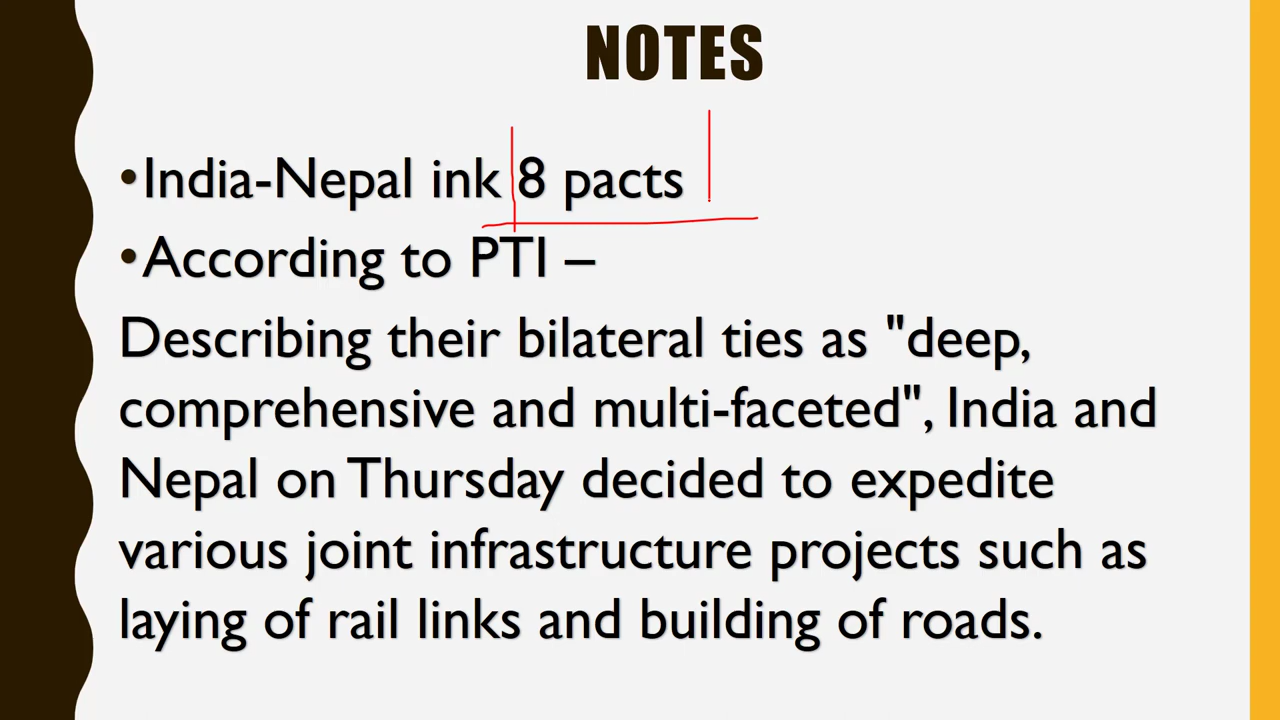 NOTES
•India-Nepal ink 8 pacts
•According to PTI –
Describing their bilateral ties as "deep,
comprehensive and multi-faceted", India and
Nepal on Thursday decided to expedite
various joint infrastructure projects such as
laying of rail links and building of roads.